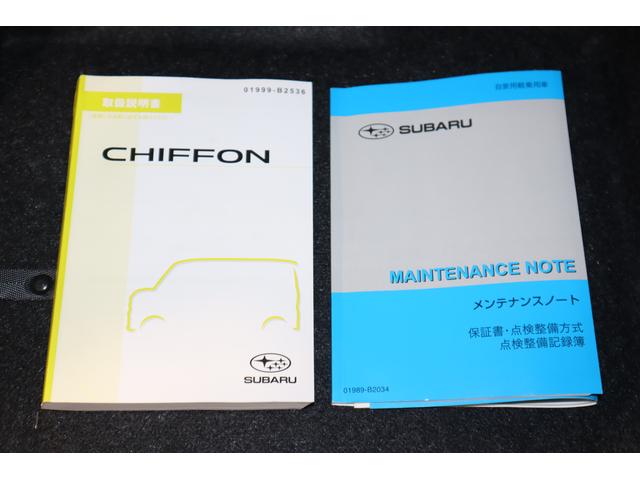 01999-B2536
取扱説明書
CHIFFON
SUBARU
自家用軽乗用車
SUBARU
MAINTENANCE NOTE
メンテナンスノート
保証書・点検整備方式
点検整備記録簿
01989-B2034